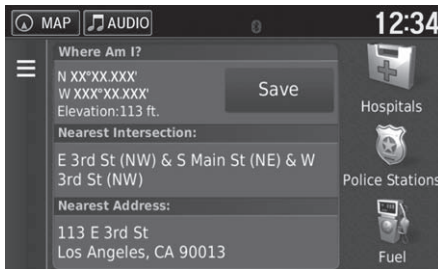 MAP AUDIO 12:34
Where Am I?
N XX°XX.XXX'
W XXX°XX.XXX'
Elevation:113 ft.
Save
Nearest Intersection:
E 3rd St (NW) & S Main St (NE) & W
3rd St (NW)
Nearest Address:
113 E 3rd St
Los Angeles, CA 90013
Hospitals
Police Stations
Fuel